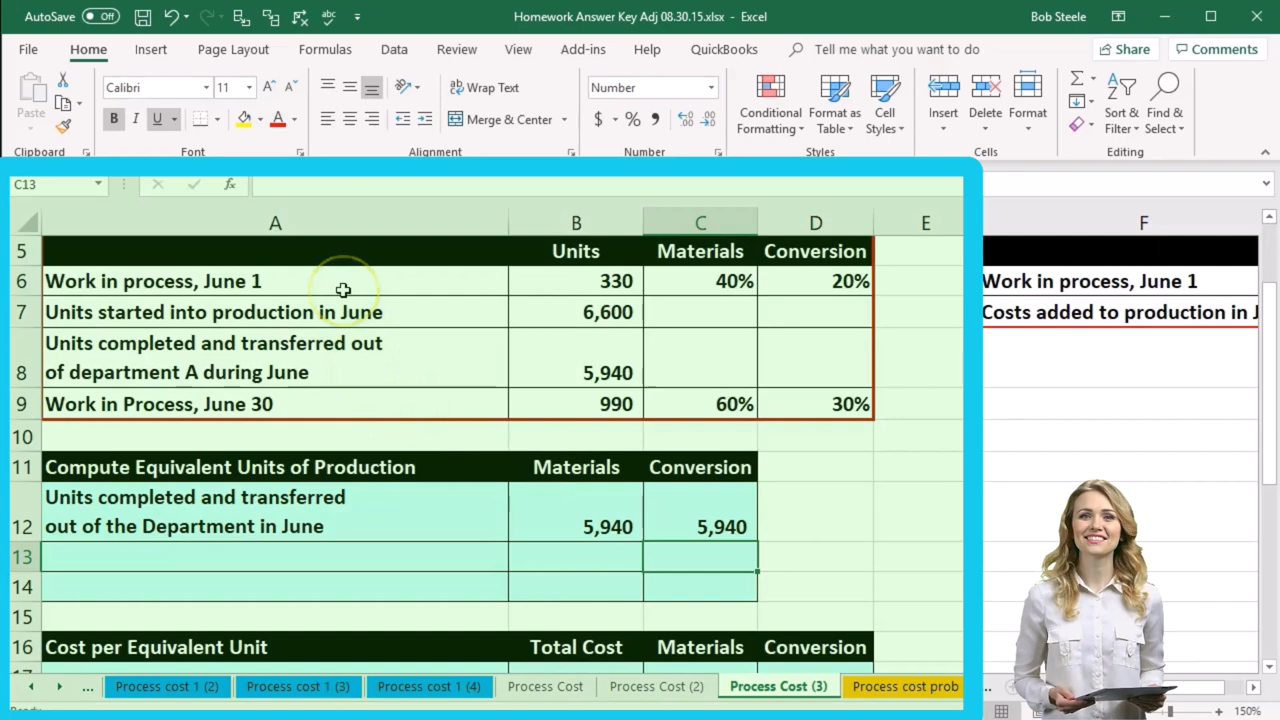 AutoSave Off Homework Answer Key Adj 08.30.15.xlsx - Excel Bob Steele
File Home Insert Page Layout Formulas Data Review View Add-ins Help QuickBooks Tell me what you want to do Share Comments
Paste Calibri 11 Wrap Text Number Conditional Formatting Format as Table Cell Styles Insert Delete Format Sort & Filter Find & Select
B I U Merge & Center $ %
Clipboard Font Alignment Number Styles Cells Editing
C13 fx
A B C D E F
5 Units Materials Conversion
6 Work in process, June 1 330 40% 20% Work in process, June 1
7 Units started into production in June 6,600 Costs added to production in J
Units completed and transferred out
8 of department A during June 5,940
9 Work in Process, June 30 990 60% 30%
10
11 Compute Equivalent Units of Production Materials Conversion
Units completed and transferred
12 out of the Department in June 5,940 5,940
13
14
15
16 Cost per Equivalent Unit Total Cost Materials Conversion
... Process cost 1 (2) Process cost 1 (3) Process cost 1 (4) Process Cost Process Cost (2) Process Cost (3) Process cost prob ...
150%